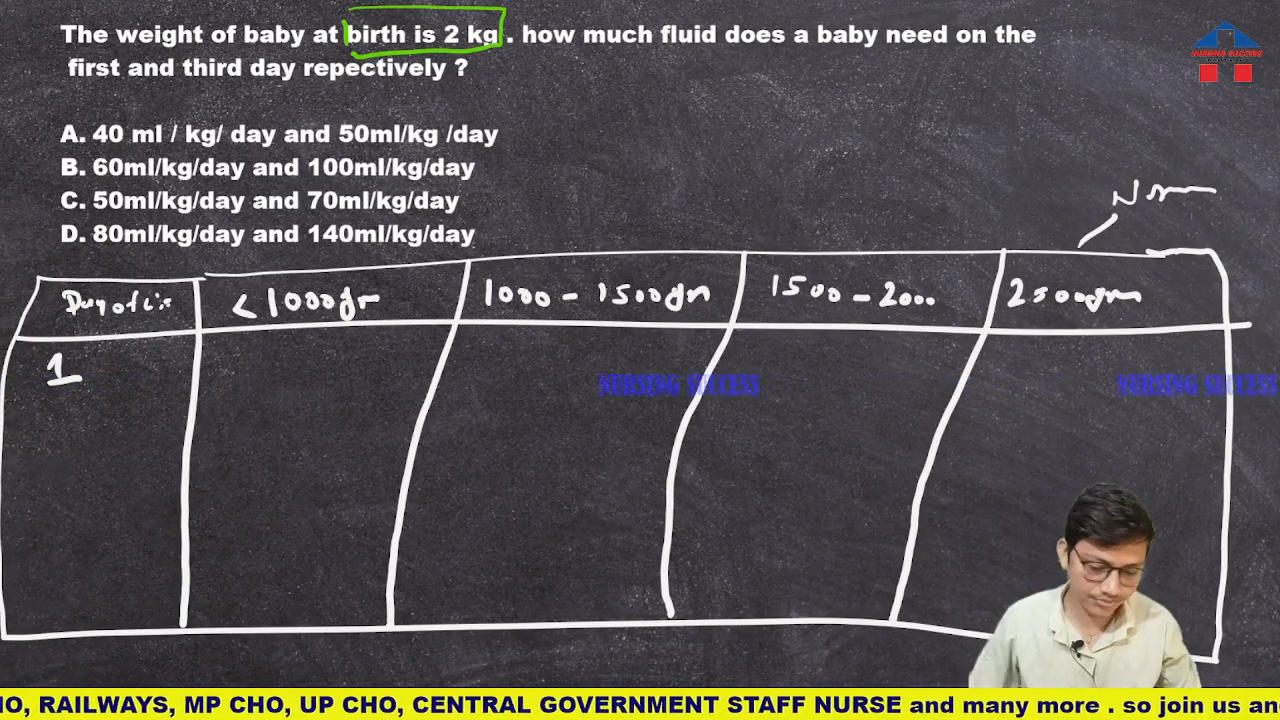 The weight of baby at birth is 2 kg . how much fluid does a baby need on the
first and third day repectively ?
NURSING SUCCESS
A. 40 ml / kg/ day and 50ml/kg /day
B. 60ml/kg/day and 100ml/kg/day
C. 50ml/kg/day and 70ml/kg/day
D. 80ml/kg/day and 140ml/kg/day
< 1000gm 1000 - 1500gm 1500 - 2000 2500gm
1
NURSING SUCCESS NURSING SUCCESS
HO, RAILWAYS, MP CHO, UP CHO, CENTRAL GOVERNMENT STAFF NURSE and many more . so join us an